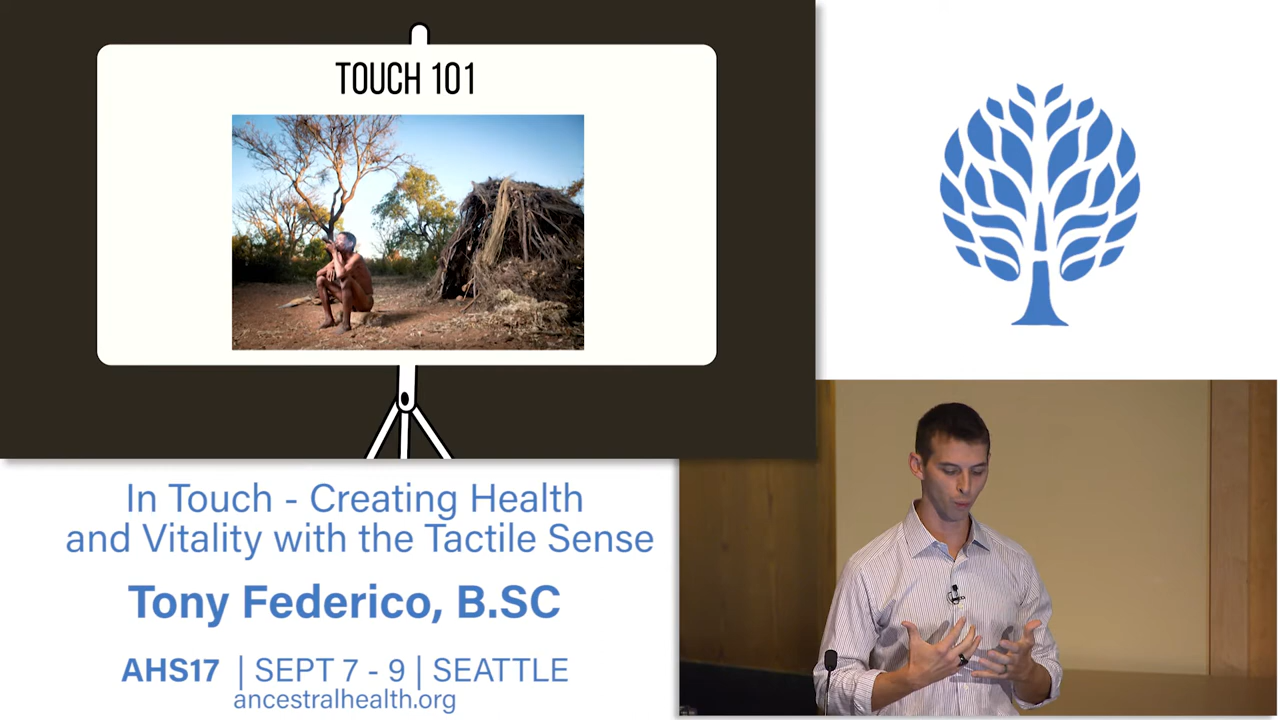 TOUCH 101
In Touch - Creating Health
and Vitality with the Tactile Sense
Tony Federico, B.SC
AHS17 | SEPT 7 - 9 | SEATTLE
ancestralhealth.org